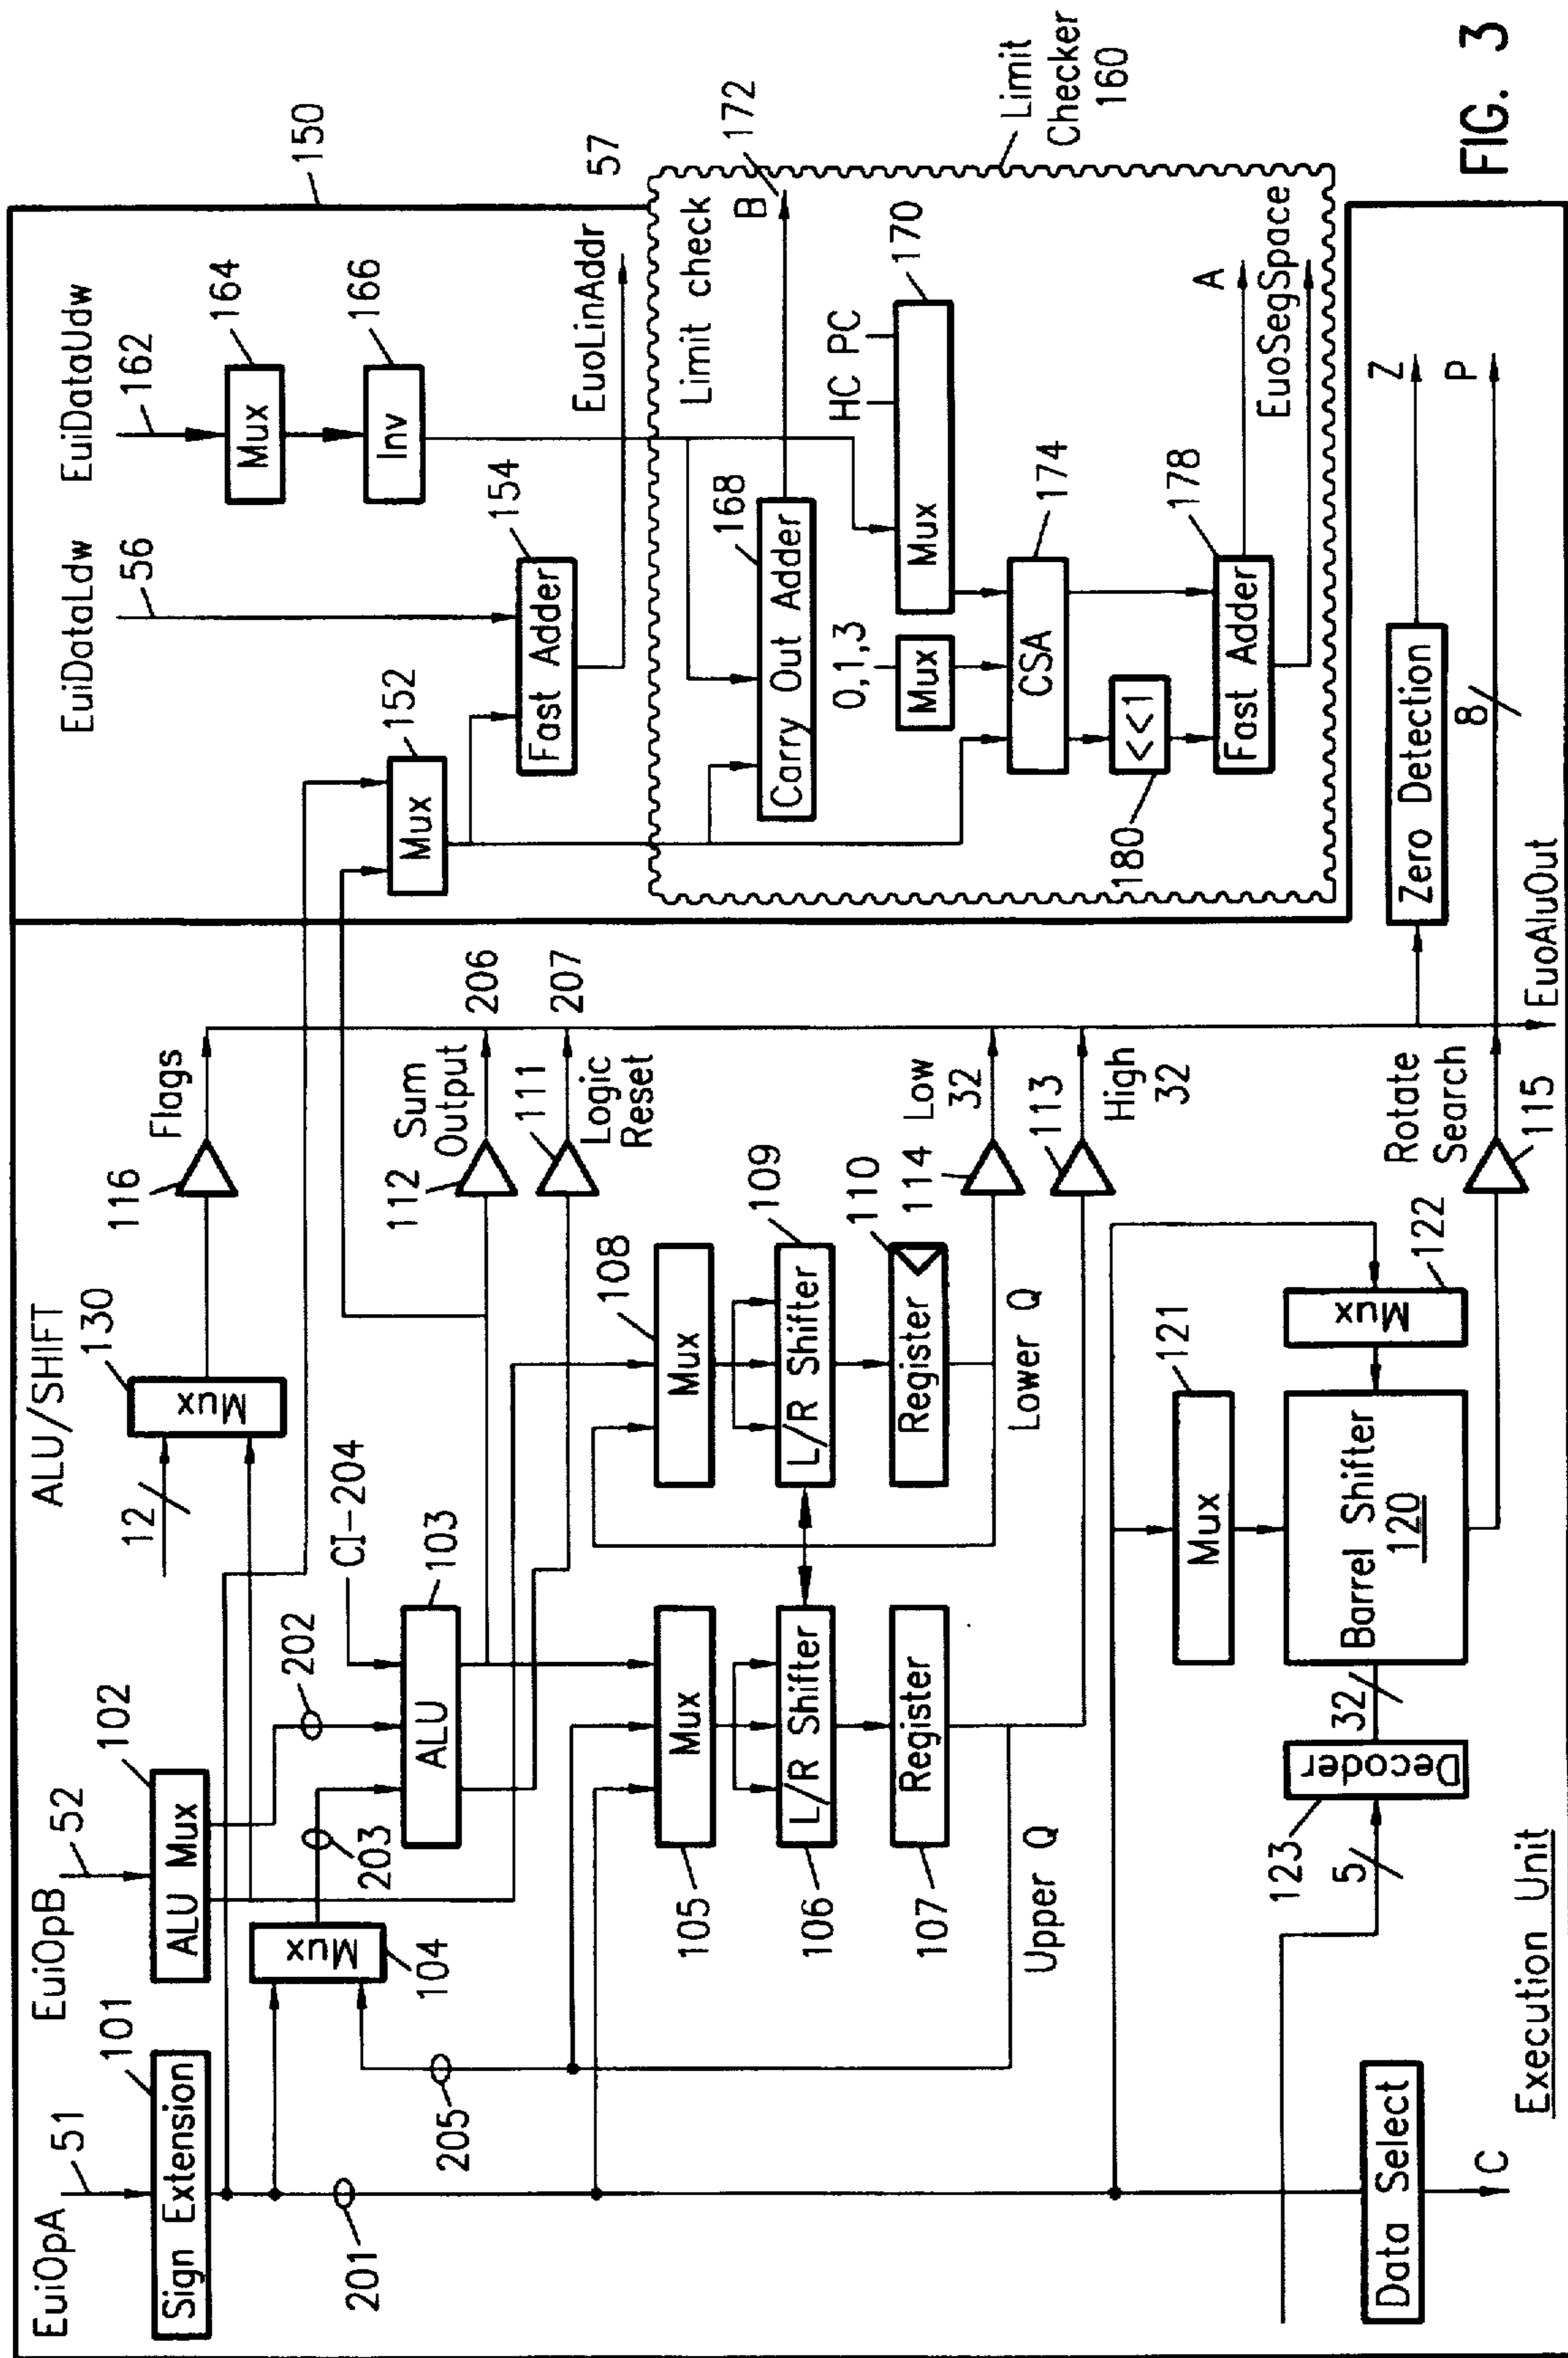 EuiOpA
51
101
Sign Extension
201
EuiOpB
52
102
ALU Mux
202
203
Mux
104
205
ALU/SHIFT
12
130
Mux
116
Flags
CI-204
103
ALU
112
Sum
Output
206
111
Logic
Reset
207
105
Mux
106
L/R Shifter
107
Register
Upper Q
108
Mux
109
L/R Shifter
110
Register
Lower Q
114
Low
32
113
High
32
121
Mux
122
Mux
Barrel Shifter
120
32
Decoder
123
5
Rotate
Search
115
Data Select
C
Execution Unit
EuoAluOut
EuiDataLdw
56
EuiDataUdw
162
Mux
164
Inv
166
150
152
Mux
154
Fast Adder
EuoLinAddr
57
Limit check
B
172
168
Carry Out Adder
HC PC
170
Mux
0,1,3
Mux
CSA
174
<<1
180
Fast Adder
178
A
EuoSegSpace
Limit
Checker
160
Zero Detection
Z
8
P
FIG. 3